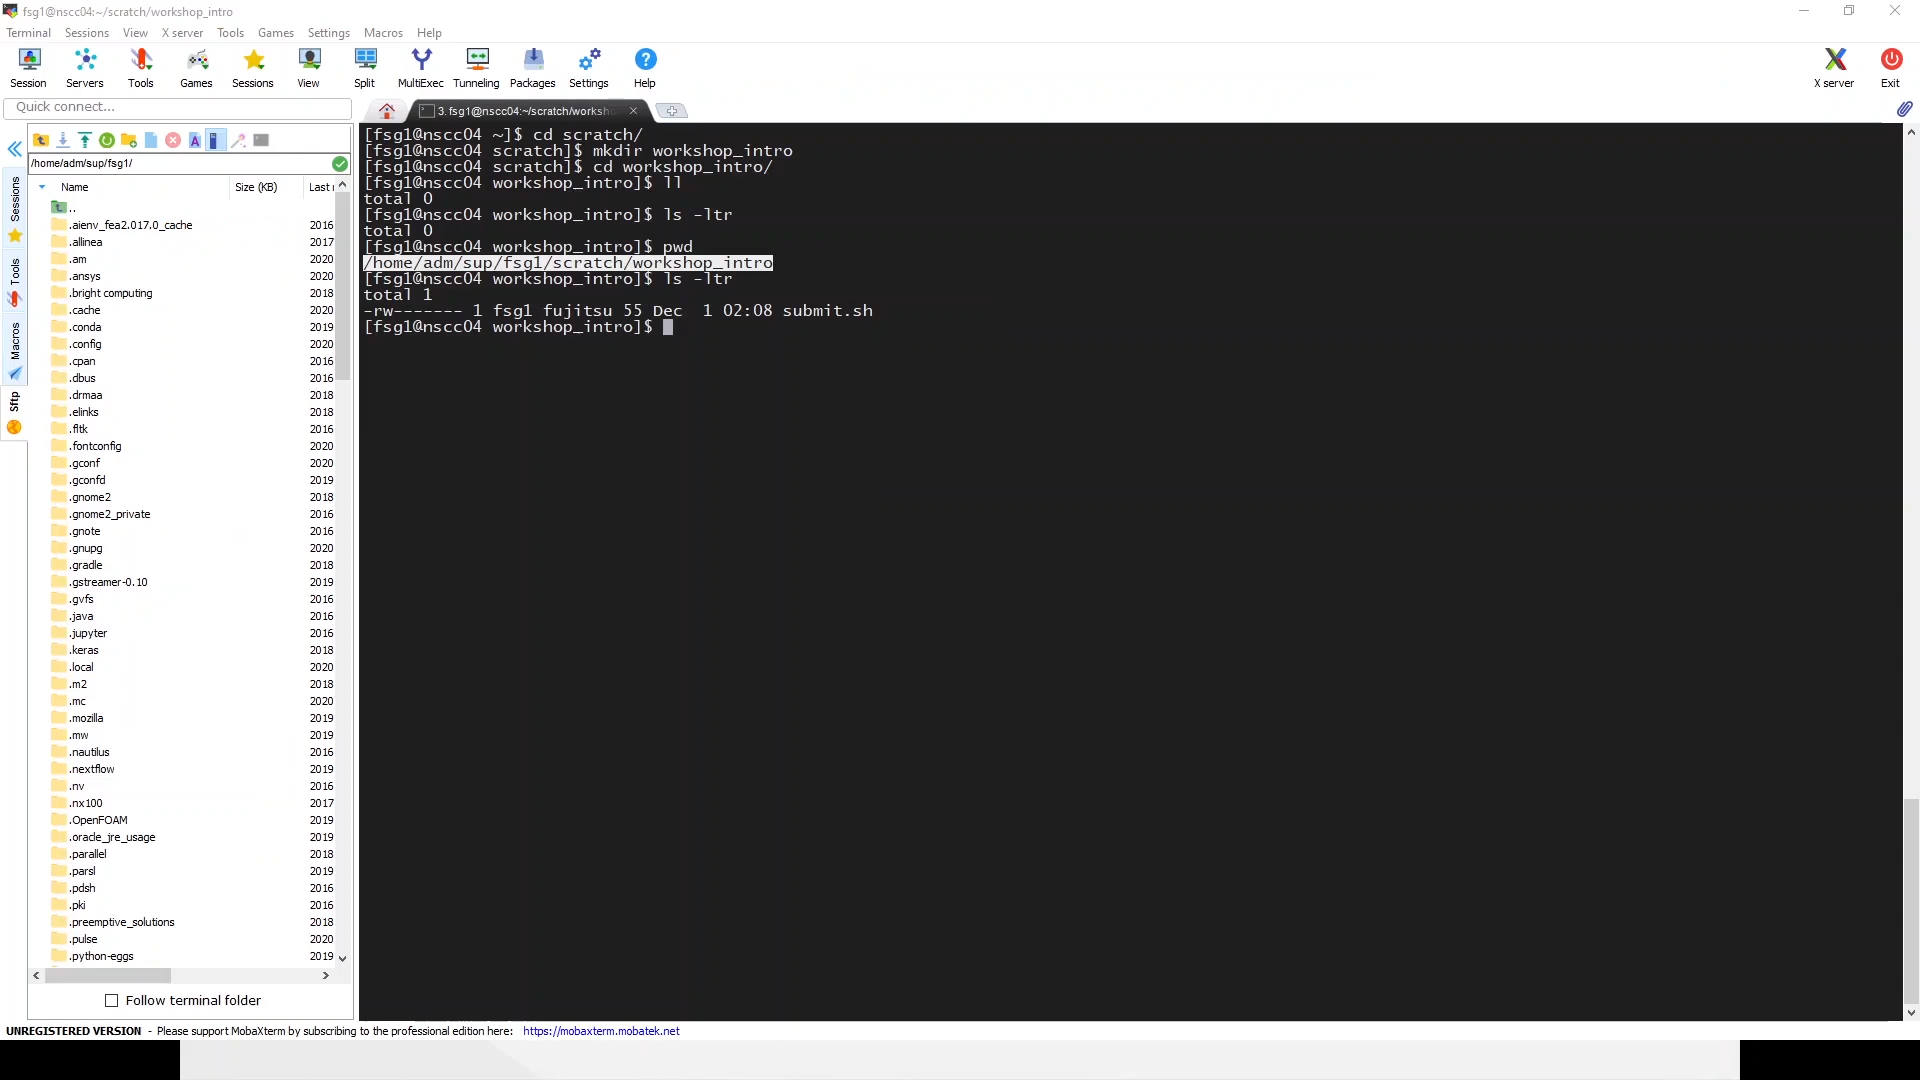 fsg1@nscc04:~/scratch/workshop_intro
Terminal Sessions View X server Tools Games Settings Macros Help
Session Servers Tools Games Sessions View Split MultiExec Tunneling Packages Settings Help X server Exit
Quick connect...
3. fsg1@nscc04:~/scratch/worksh
/home/adm/sup/fsg1/
Name Size (KB) Last
..
.aienv_fea2.017.0_cache 2016
.allinea 2017
.am 2020
.ansys 2016
.bright computing 2018
.cache 2016
.conda 2019
.config 2020
.cpan 2016
.dbus 2016
.drmaa 2018
.elinks 2018
.fltk 2016
.fontconfig 2020
.gconf 2020
.gconfd 2019
.gnome2 2018
.gnome2_private 2016
.gnote 2016
.gnupg 2020
.gradle 2018
.gstreamer-0.10 2019
.gvfs 2016
.java 2016
.jupyter 2016
.keras 2018
.local 2020
.m2 2018
.mc 2020
.mozilla 2019
.mw 2019
.nautilus 2016
.nextflow 2019
.nv 2016
.nx100 2017
.OpenFOAM 2019
.oracle_jre_usage 2019
.parallel 2018
.parsl 2019
.pdsh 2016
.pki 2016
.preemptive_solutions 2018
.pulse 2020
.python-eggs 2019
Follow terminal folder
Sessions
Tools
Macros
Sftp
[fsg1@nscc04 ~]$ cd scratch/
[fsg1@nscc04 scratch]$ mkdir workshop_intro
[fsg1@nscc04 scratch]$ cd workshop_intro/
[fsg1@nscc04 workshop_intro]$ ll
total 0
[fsg1@nscc04 workshop_intro]$ ls -ltr
total 0
[fsg1@nscc04 workshop_intro]$ pwd
/home/adm/sup/fsg1/scratch/workshop_intro
[fsg1@nscc04 workshop_intro]$ ls -ltr
total 1
-rw------- 1 fsg1 fujitsu 55 Dec  1 02:08 submit.sh
[fsg1@nscc04 workshop_intro]$
UNREGISTERED VERSION - Please support MobaXterm by subscribing to the professional edition here: https://mobaxterm.mobatek.net